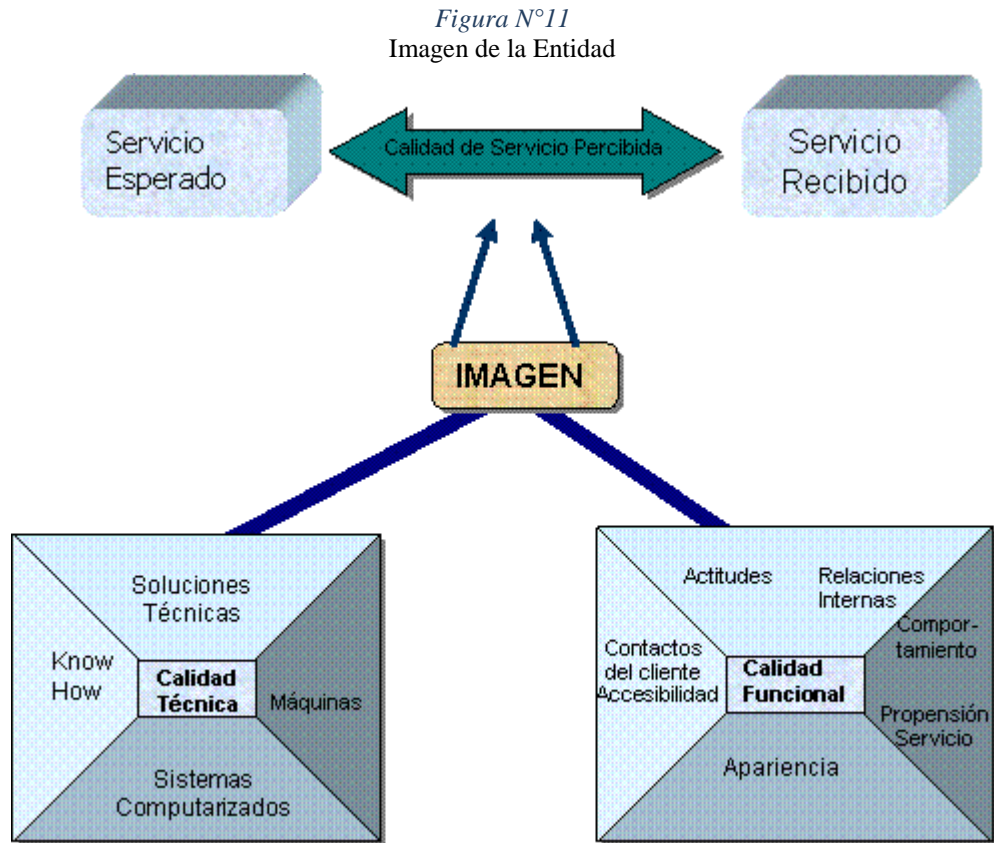 Figura N°11
Imagen de la Entidad
Servicio
Esperado
Calidad de Servicio Percibida
Servicio
Recibido
IMAGEN
Soluciones
Técnicas
Know
How
Calidad
Técnica
Máquinas
Sistemas
Computarizados
Actitudes
Relaciones
Internas
Compor-
tamiento
Contactos
del cliente
Accesibilidad
Calidad
Funcional
Propensión
Servicio
Apariencia